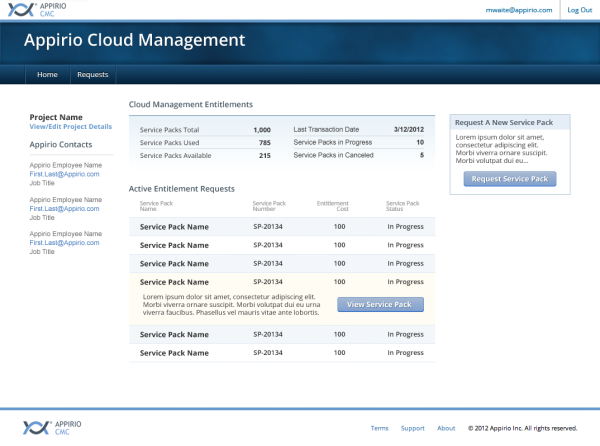 APPIRIO
CMC
mwaite@appirio.com
Log Out
Appirio Cloud Management
Home
Requests
Project Name
View/Edit Project Details
Appirio Contacts
Appirio Employee Name
First.Last@Appirio.com
Job Title
Appirio Employee Name
First.Last@Appirio.com
Job Title
Appirio Employee Name
First.Last@Appirio.com
Job Title
Cloud Management Entitlements
Service Packs Total 1,000 Last Transaction Date 3/12/2012
Service Packs Used 785 Service Packs in Progress 10
Service Packs Available 215 Service Packs in Canceled 5
Active Entitlement Requests
Service Pack Service Pack Entitlement Service Pack
Name Number Cost Status
Service Pack Name SP-20134 100 In Progress
Service Pack Name SP-20134 100 In Progress
Service Pack Name SP-20134 100 In Progress
Service Pack Name SP-20134 100 In Progress
Lorem ipsum dolor sit amet, consectetur adipiscing elit.
Morbi viverra ornare suscipit. Morbi volutpat dui eu urna
viverra faucibus. Phasellus vel mauris vitae ante lobortis.
View Service Pack
Service Pack Name SP-20134 100 In Progress
Service Pack Name SP-20134 100 In Progress
Request A New Service Pack
Lorem ipsum dolor sit amet,
consectetur adipiscing elit.
Morbi viverra ornare suscipit.
Morbi volutpat dui eu...
Request Service Pack
APPIRIO
CMC
Terms
Support
About
© 2012 Appirio Inc. All rights reserved.